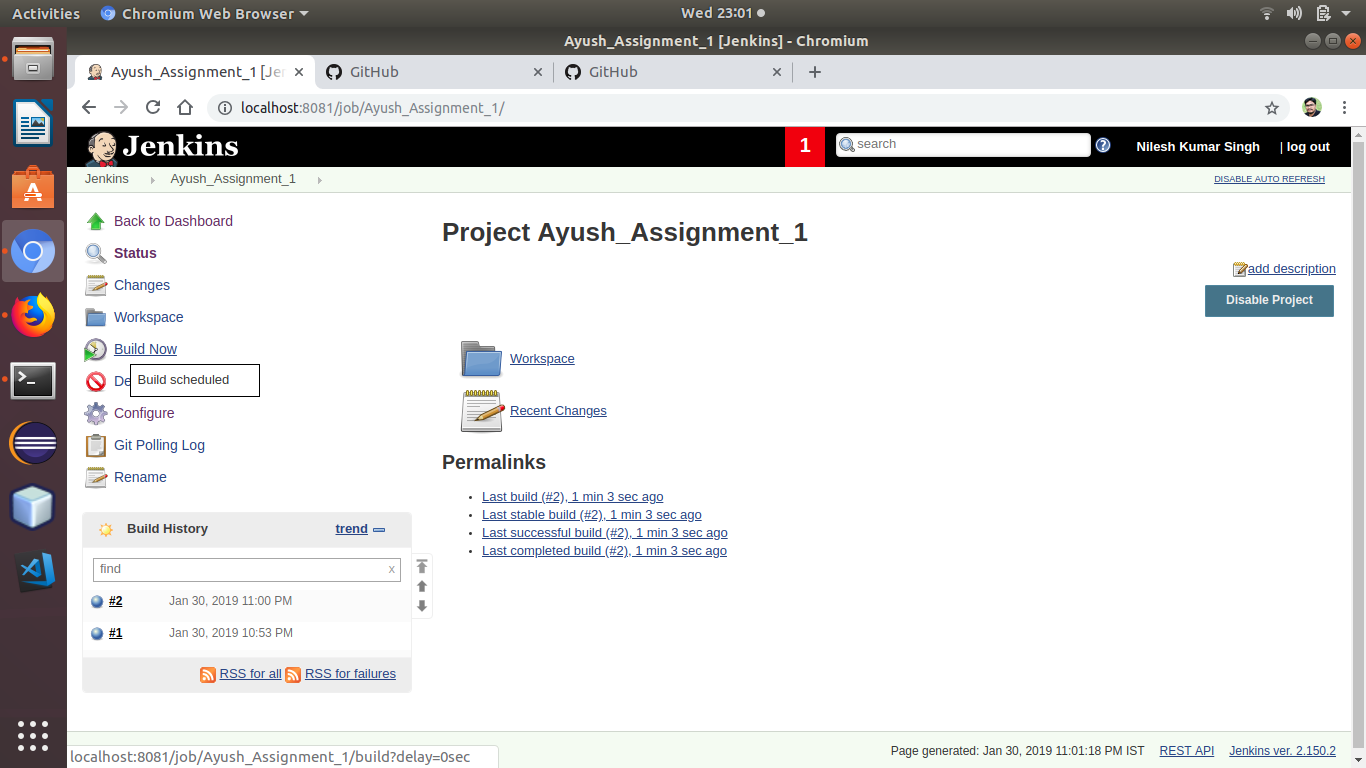 Activities Chromium Web Browser Wed 23:01
Ayush_Assignment_1 [Jenkins] - Chromium
Ayush_Assignment_1 [Jen GitHub GitHub
localhost:8081/job/Ayush_Assignment_1/
Jenkins 1 search Nilesh Kumar Singh | log out
Jenkins Ayush_Assignment_1 DISABLE AUTO REFRESH
Back to Dashboard
Status
Changes
Workspace
Build Now
De
Build scheduled
Configure
Git Polling Log
Rename
Build History trend
find x
#2 Jan 30, 2019 11:00 PM
#1 Jan 30, 2019 10:53 PM
RSS for all RSS for failures
Project Ayush_Assignment_1
add description
Disable Project
Workspace
Recent Changes
Permalinks
Last build (#2), 1 min 3 sec ago
Last stable build (#2), 1 min 3 sec ago
Last successful build (#2), 1 min 3 sec ago
Last completed build (#2), 1 min 3 sec ago
Page generated: Jan 30, 2019 11:01:18 PM IST REST API Jenkins ver. 2.150.2
localhost:8081/job/Ayush_Assignment_1/build?delay=0sec